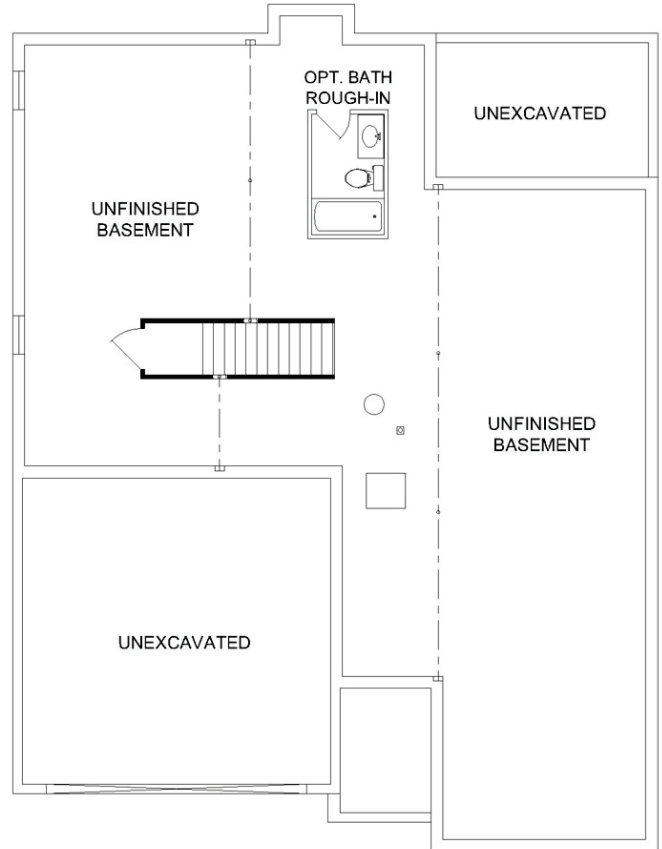 OPT. BATH
ROUGH-IN
UNEXCAVATED
UNFINISHED
BASEMENT
UNFINISHED
BASEMENT
UNEXCAVATED